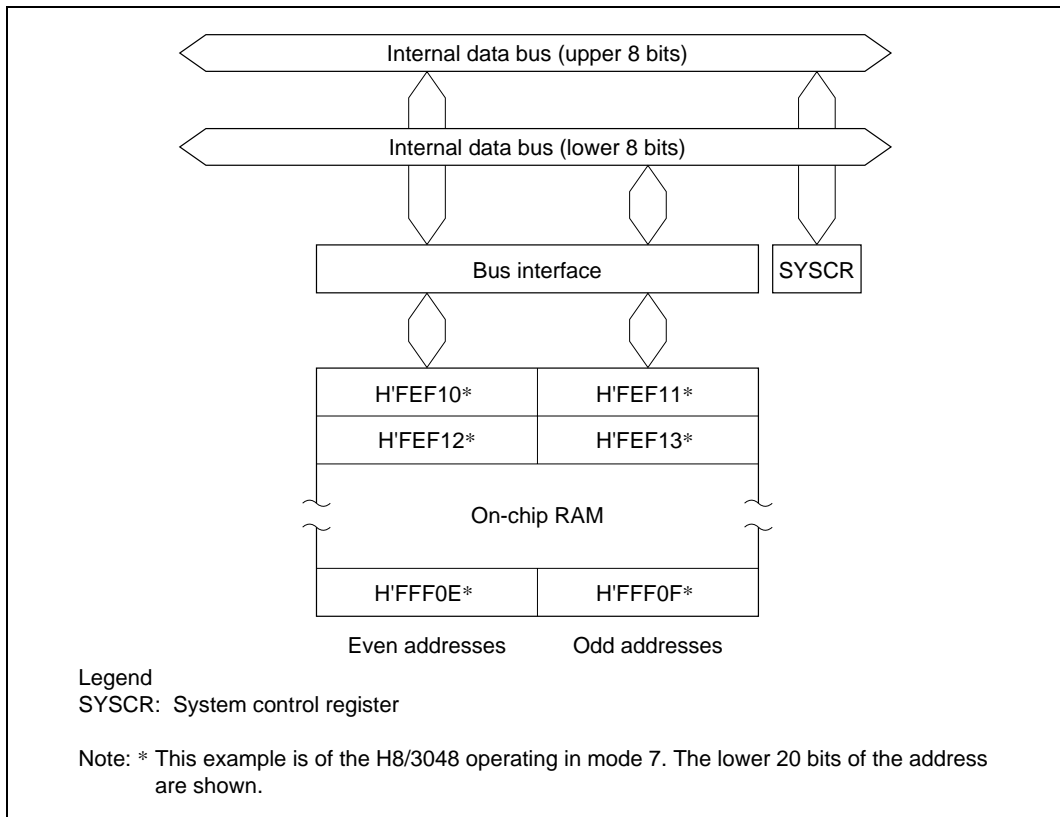 Internal data bus (upper 8 bits)
Internal data bus (lower 8 bits)
Bus interface
SYSCR
H'FEF10*
H'FEF11*
H'FEF12*
H'FEF13*
On-chip RAM
H'FFF0E*
H'FFF0F*
Even addresses
Odd addresses
Legend
SYSCR: System control register
Note: * This example is of the H8/3048 operating in mode 7. The lower 20 bits of the address
are shown.